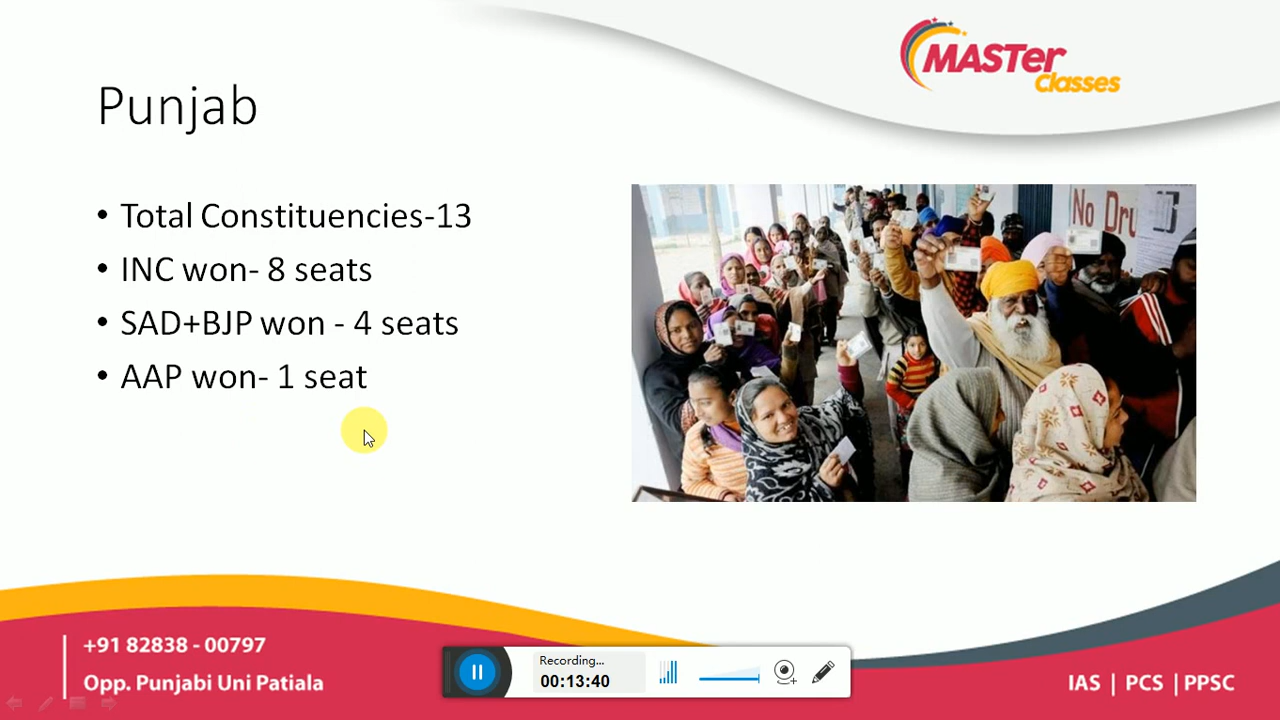 MASTer
Classes
Punjab
• Total Constituencies-13
• INC won- 8 seats
• SAD+BJP won - 4 seats
• AAP won- 1 seat
No Dru
+91 82838 - 00797
Opp. Punjabi Uni Patiala
Recording...
00:13:40
IAS | PCS | PPSC